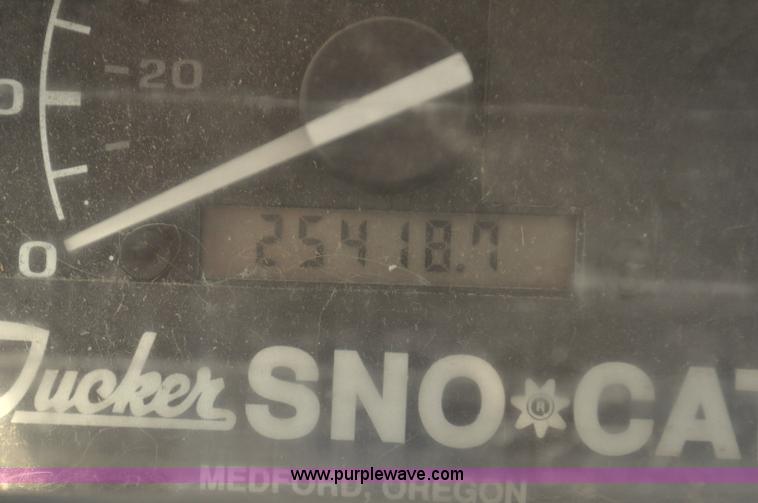 20
0
0
25418.7
Tucker SNO CAT
®
MEDFORD, OREGON
www.purplewave.com